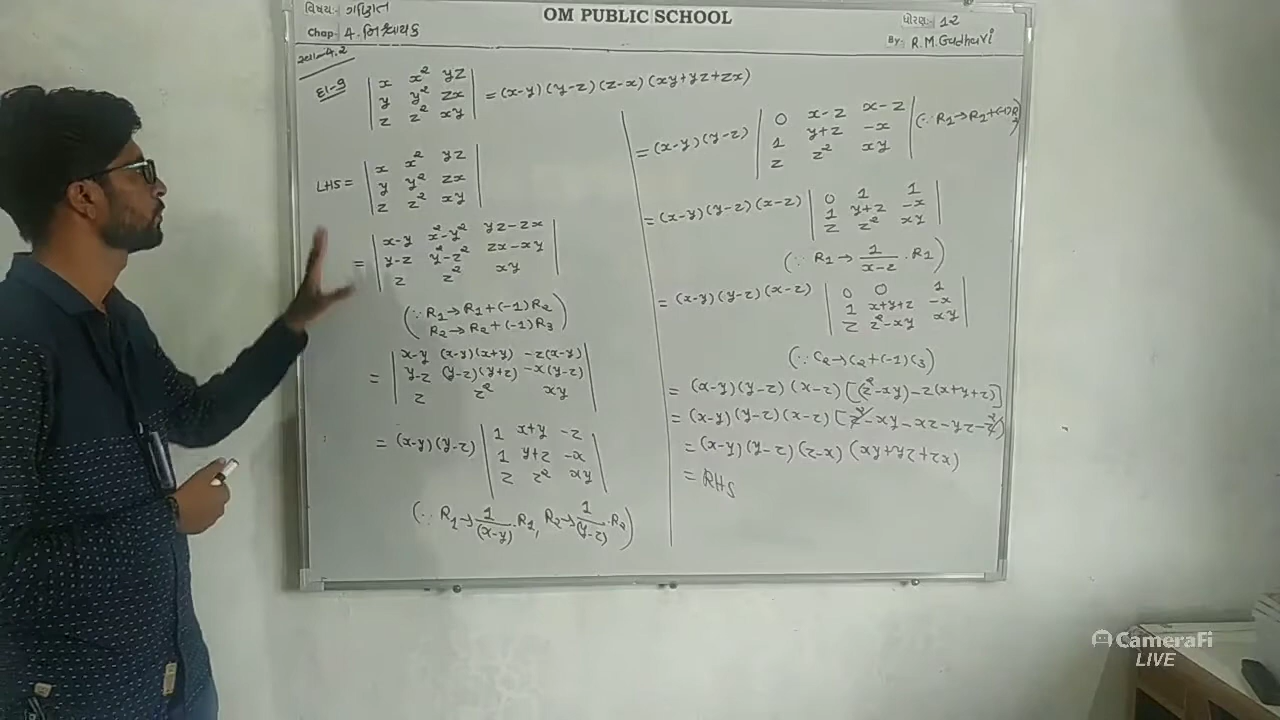 વિષય: ગણિત
OM PUBLIC SCHOOL
ધોરણ:- 12
Chap- 4. નિશ્ચાયક
By: R.M.Gadhavi
દા-9
| x x² yz |
| y y² zx | = (x-y)(y-z)(z-x)(xy+yz+zx)
| z z² xy |
LHS =
| x x² yz |
| y y² zx |
| z z² xy |
=
| x-y x²-y² yz-zx |
| y-z y²-z² zx-xy |
| z z² xy |
(∵ R1→R1+(-1)R2
R2→R2+(-1)R3)
=
| x-y (x-y)(x+y) -z(x-y) |
| y-z (y-z)(y+z) -x(y-z) |
| z z² xy |
= (x-y)(y-z)
| 1 x+y -z |
| 1 y+z -x |
| z z² xy |
(∵ R1→1/(x-y).R1, R2→1/(y-z).R2)
= (x-y)(y-z)
| 0 x-z x-z |
| 1 y+z -x |
| z z² xy |
(∵ R1→R1+(-1)R2)
= (x-y)(y-z)(x-z)
| 0 1 1 |
| 1 y+z -x |
| z z² xy |
(∵ R1→1/x-z .R1)
= (x-y)(y-z)(x-z)
| 0 0 1 |
| 1 x+y+z -x |
| z z²-xy xy |
(∵ C2→C2+(-1)C3)
= (x-y)(y-z)(x-z)[(z²-xy)-z(x+y+z)]
= (x-y)(y-z)(x-z)[z²-xy-xz-yz-z²)
= (x-y)(y-z)(z-x)(xy+yz+zx)
= RHS
CameraFi
LIVE